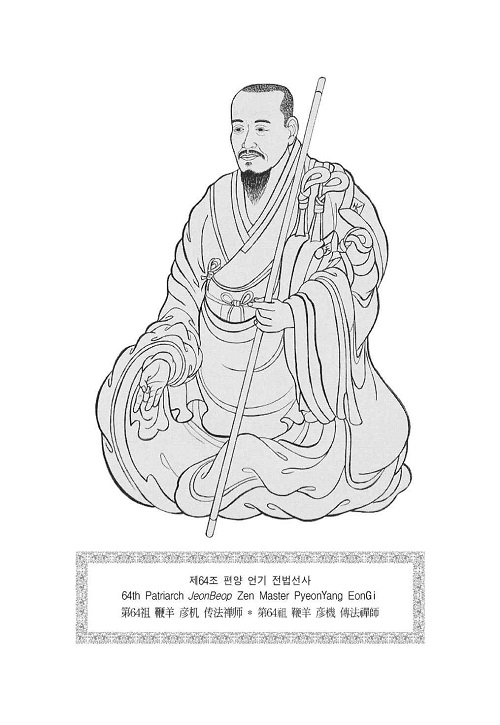 제64조 편양 언기 전법선사
64th Patriarch JeonBeop Zen Master PyeonYang EonGi
第64祖 鞭羊 彦机 传法禅师 * 第64祖 鞭羊 彦機 傳法禪師